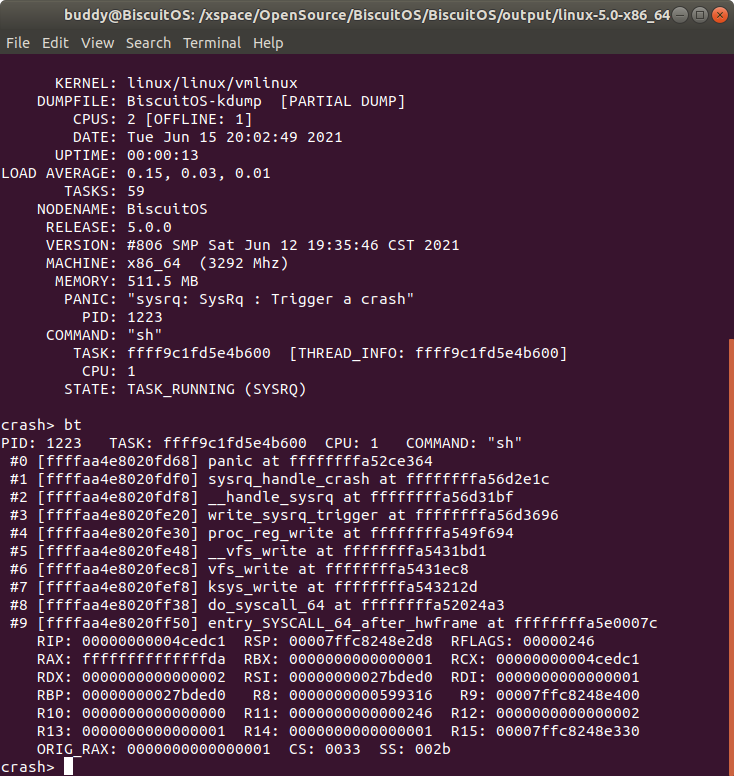 buddy@BiscuitOS: /xspace/OpenSource/BiscuitOS/BiscuitOS/output/linux-5.0-x86_64
File Edit View Search Terminal Help
KERNEL: linux/linux/vmlinux
DUMPFILE: BiscuitOS-kdump [PARTIAL DUMP]
CPUS: 2 [OFFLINE: 1]
DATE: Tue Jun 15 20:02:49 2021
UPTIME: 00:00:13
LOAD AVERAGE: 0.15, 0.03, 0.01
TASKS: 59
NODENAME: BiscuitOS
RELEASE: 5.0.0
VERSION: #806 SMP Sat Jun 12 19:35:46 CST 2021
MACHINE: x86_64 (3292 Mhz)
MEMORY: 511.5 MB
PANIC: "sysrq: SysRq : Trigger a crash"
PID: 1223
COMMAND: "sh"
TASK: ffff9c1fd5e4b600 [THREAD_INFO: ffff9c1fd5e4b600]
CPU: 1
STATE: TASK_RUNNING (SYSRQ)
crash> bt
PID: 1223 TASK: ffff9c1fd5e4b600 CPU: 1 COMMAND: "sh"
#0 [ffffaa4e8020fd68] panic at ffffffffa52ce364
#1 [ffffaa4e8020fdf0] sysrq_handle_crash at ffffffffa56d2e1c
#2 [ffffaa4e8020fdf8] __handle_sysrq at ffffffffa56d31bf
#3 [ffffaa4e8020fe20] write_sysrq_trigger at ffffffffa56d3696
#4 [ffffaa4e8020fe30] proc_reg_write at ffffffffa549f694
#5 [ffffaa4e8020fe48] __vfs_write at ffffffffa5431bd1
#6 [ffffaa4e8020fec8] vfs_write at ffffffffa5431ec8
#7 [ffffaa4e8020fef8] ksys_write at ffffffffa543212d
#8 [ffffaa4e8020ff38] do_syscall_64 at ffffffffa52024a3
#9 [ffffaa4e8020ff50] entry_SYSCALL_64_after_hwframe at ffffffffa5e0007c
RIP: 00000000004cedc1 RSP: 00007ffc8248e2d8 RFLAGS: 00000246
RAX: ffffffffffffffda RBX: 0000000000000001 RCX: 00000000004cedc1
RDX: 0000000000000002 RSI: 00000000027bded0 RDI: 0000000000000001
RBP: 00000000027bded0 R8: 0000000000599316 R9: 00007ffc8248e400
R10: 0000000000000000 R11: 0000000000000246 R12: 0000000000000002
R13: 0000000000000001 R14: 0000000000000001 R15: 00007ffc8248e330
ORIG_RAX: 0000000000000001 CS: 0033 SS: 002b
crash>